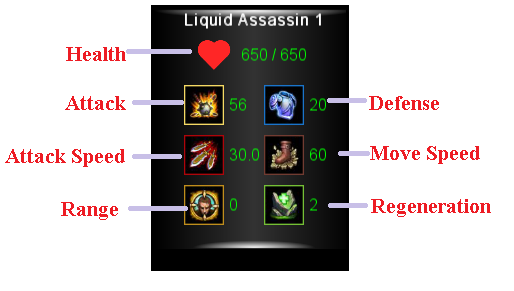 Liquid Assassin 1
Health 650 / 650
Attack 56 20 Defense
Attack Speed 30.0 60 Move Speed
Range 0 2 Regeneration